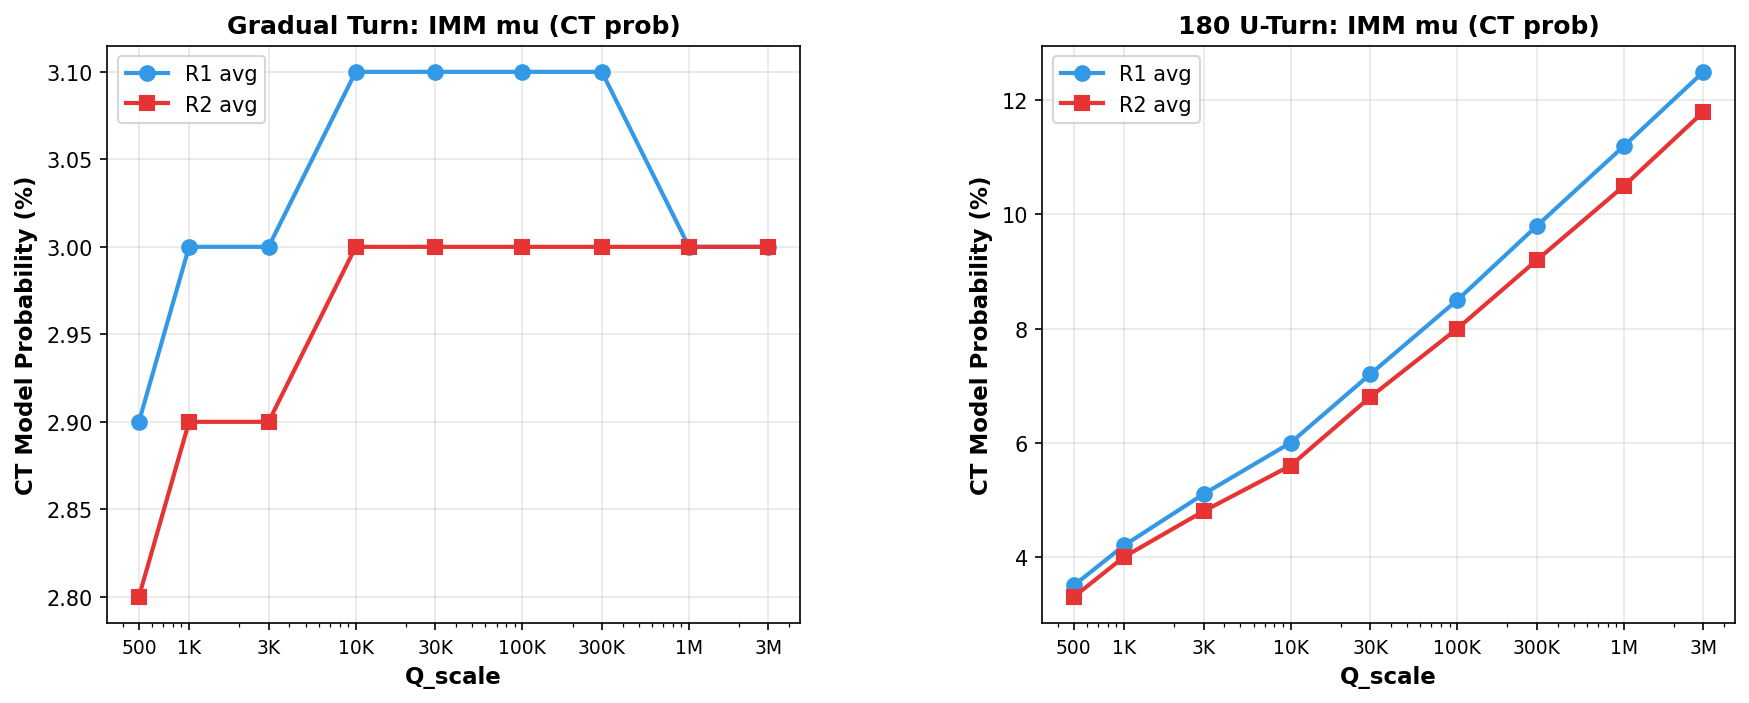 Gradual Turn: IMM mu (CT prob)
R1 avg
R2 avg
CT Model Probability (%)
3.10
3.05
3.00
2.95
2.90
2.85
2.80
500 1K 3K 10K 30K 100K 300K 1M 3M
Q_scale
180 U-Turn: IMM mu (CT prob)
R1 avg
R2 avg
CT Model Probability (%)
12
10
8
6
4
500 1K 3K 10K 30K 100K 300K 1M 3M
Q_scale